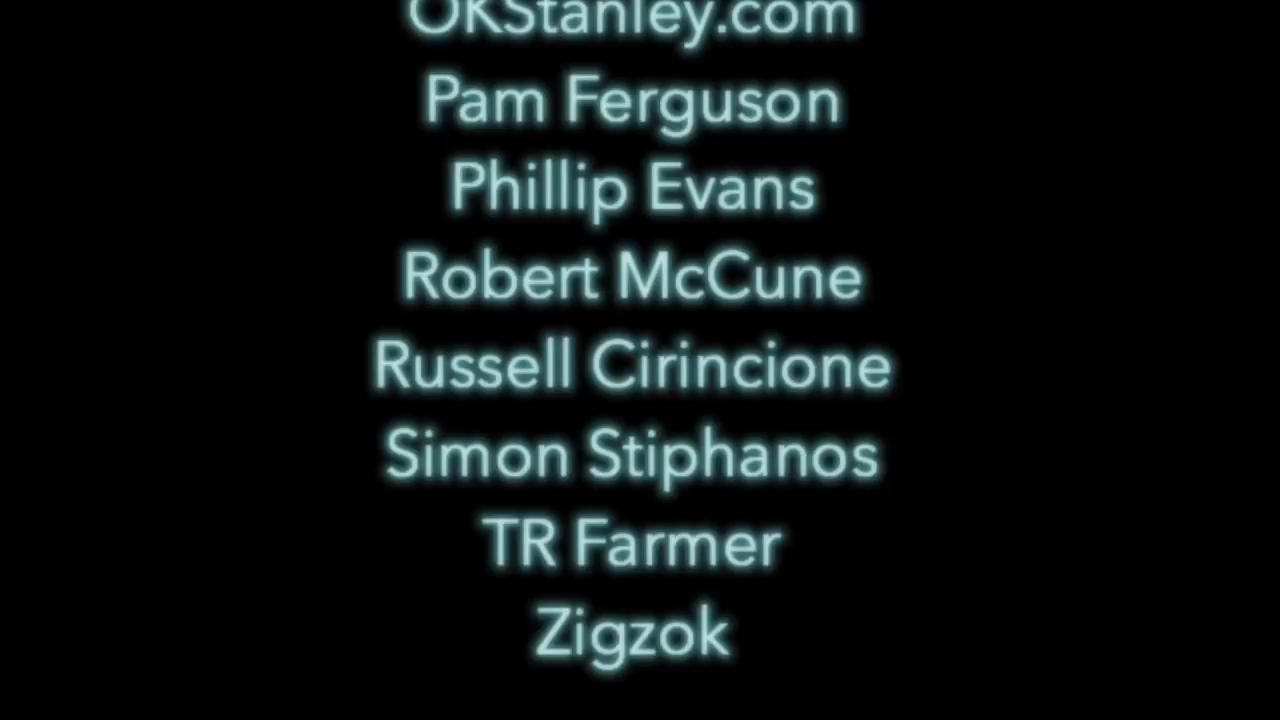 OKStanley.com
Pam Ferguson
Phillip Evans
Robert McCune
Russell Cirincione
Simon Stiphanos
TR Farmer
Zigzok